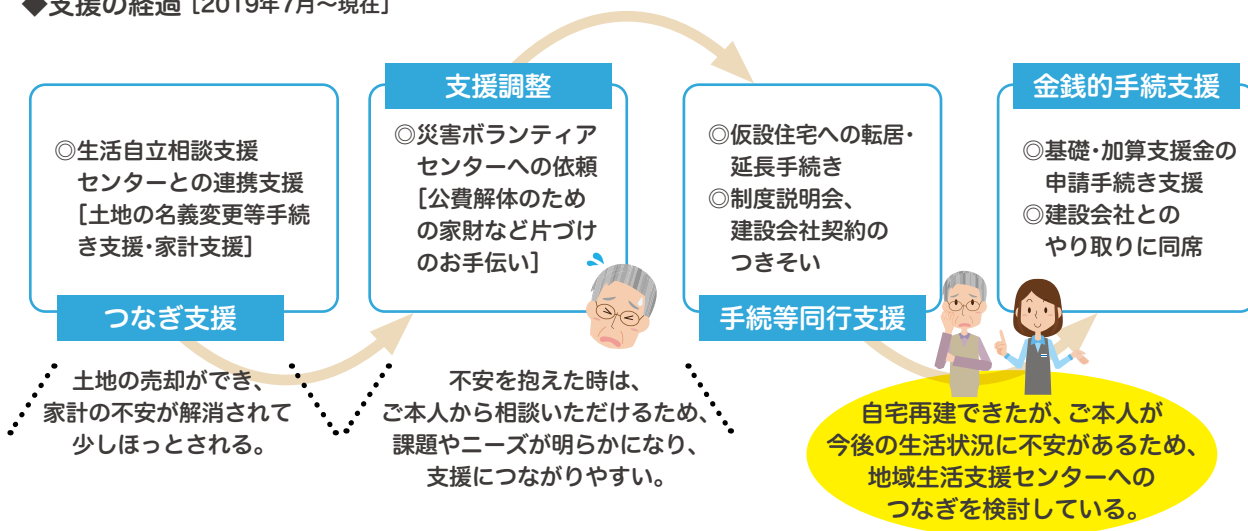 ◆支援の経過［2019年7月～現在］
◎生活自立相談支援
センターとの連携支援
［土地の名義変更等手続
き支援・家計支援］
つなぎ支援
土地の売却ができ、
家計の不安が解消されて
少しほっとされる。
支援調整
◎災害ボランティア
センターへの依頼
［公費解体のため
の家財など片づけ
のお手伝い］
不安を抱えた時は、
ご本人から相談いただけるため、
課題やニーズが明らかになり、
支援につながりやすい。
◎仮設住宅への転居・
延長手続き
◎制度説明会、
建設会社契約の
つきそい
手続等同行支援
金銭的手続支援
◎基礎・加算支援金の
申請手続き支援
◎建設会社との
やり取りに同席
自宅再建できたが、ご本人が
今後の生活状況に不安があるため、
地域生活支援センターへの
つなぎを検討している。